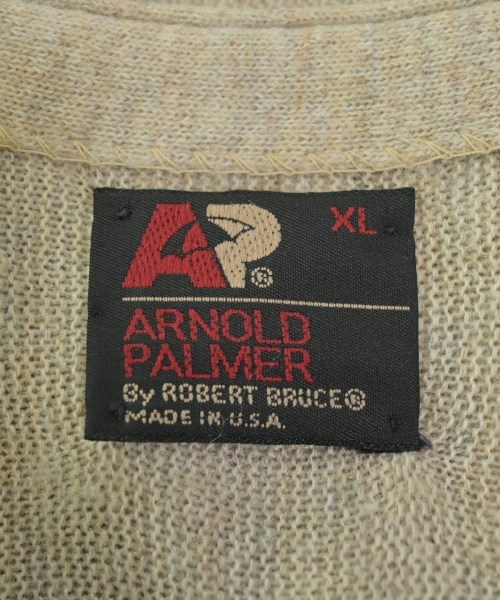 AP® XL
ARNOLD
PALMER
By ROBERT BRUCE®
MADE IN U.S.A.